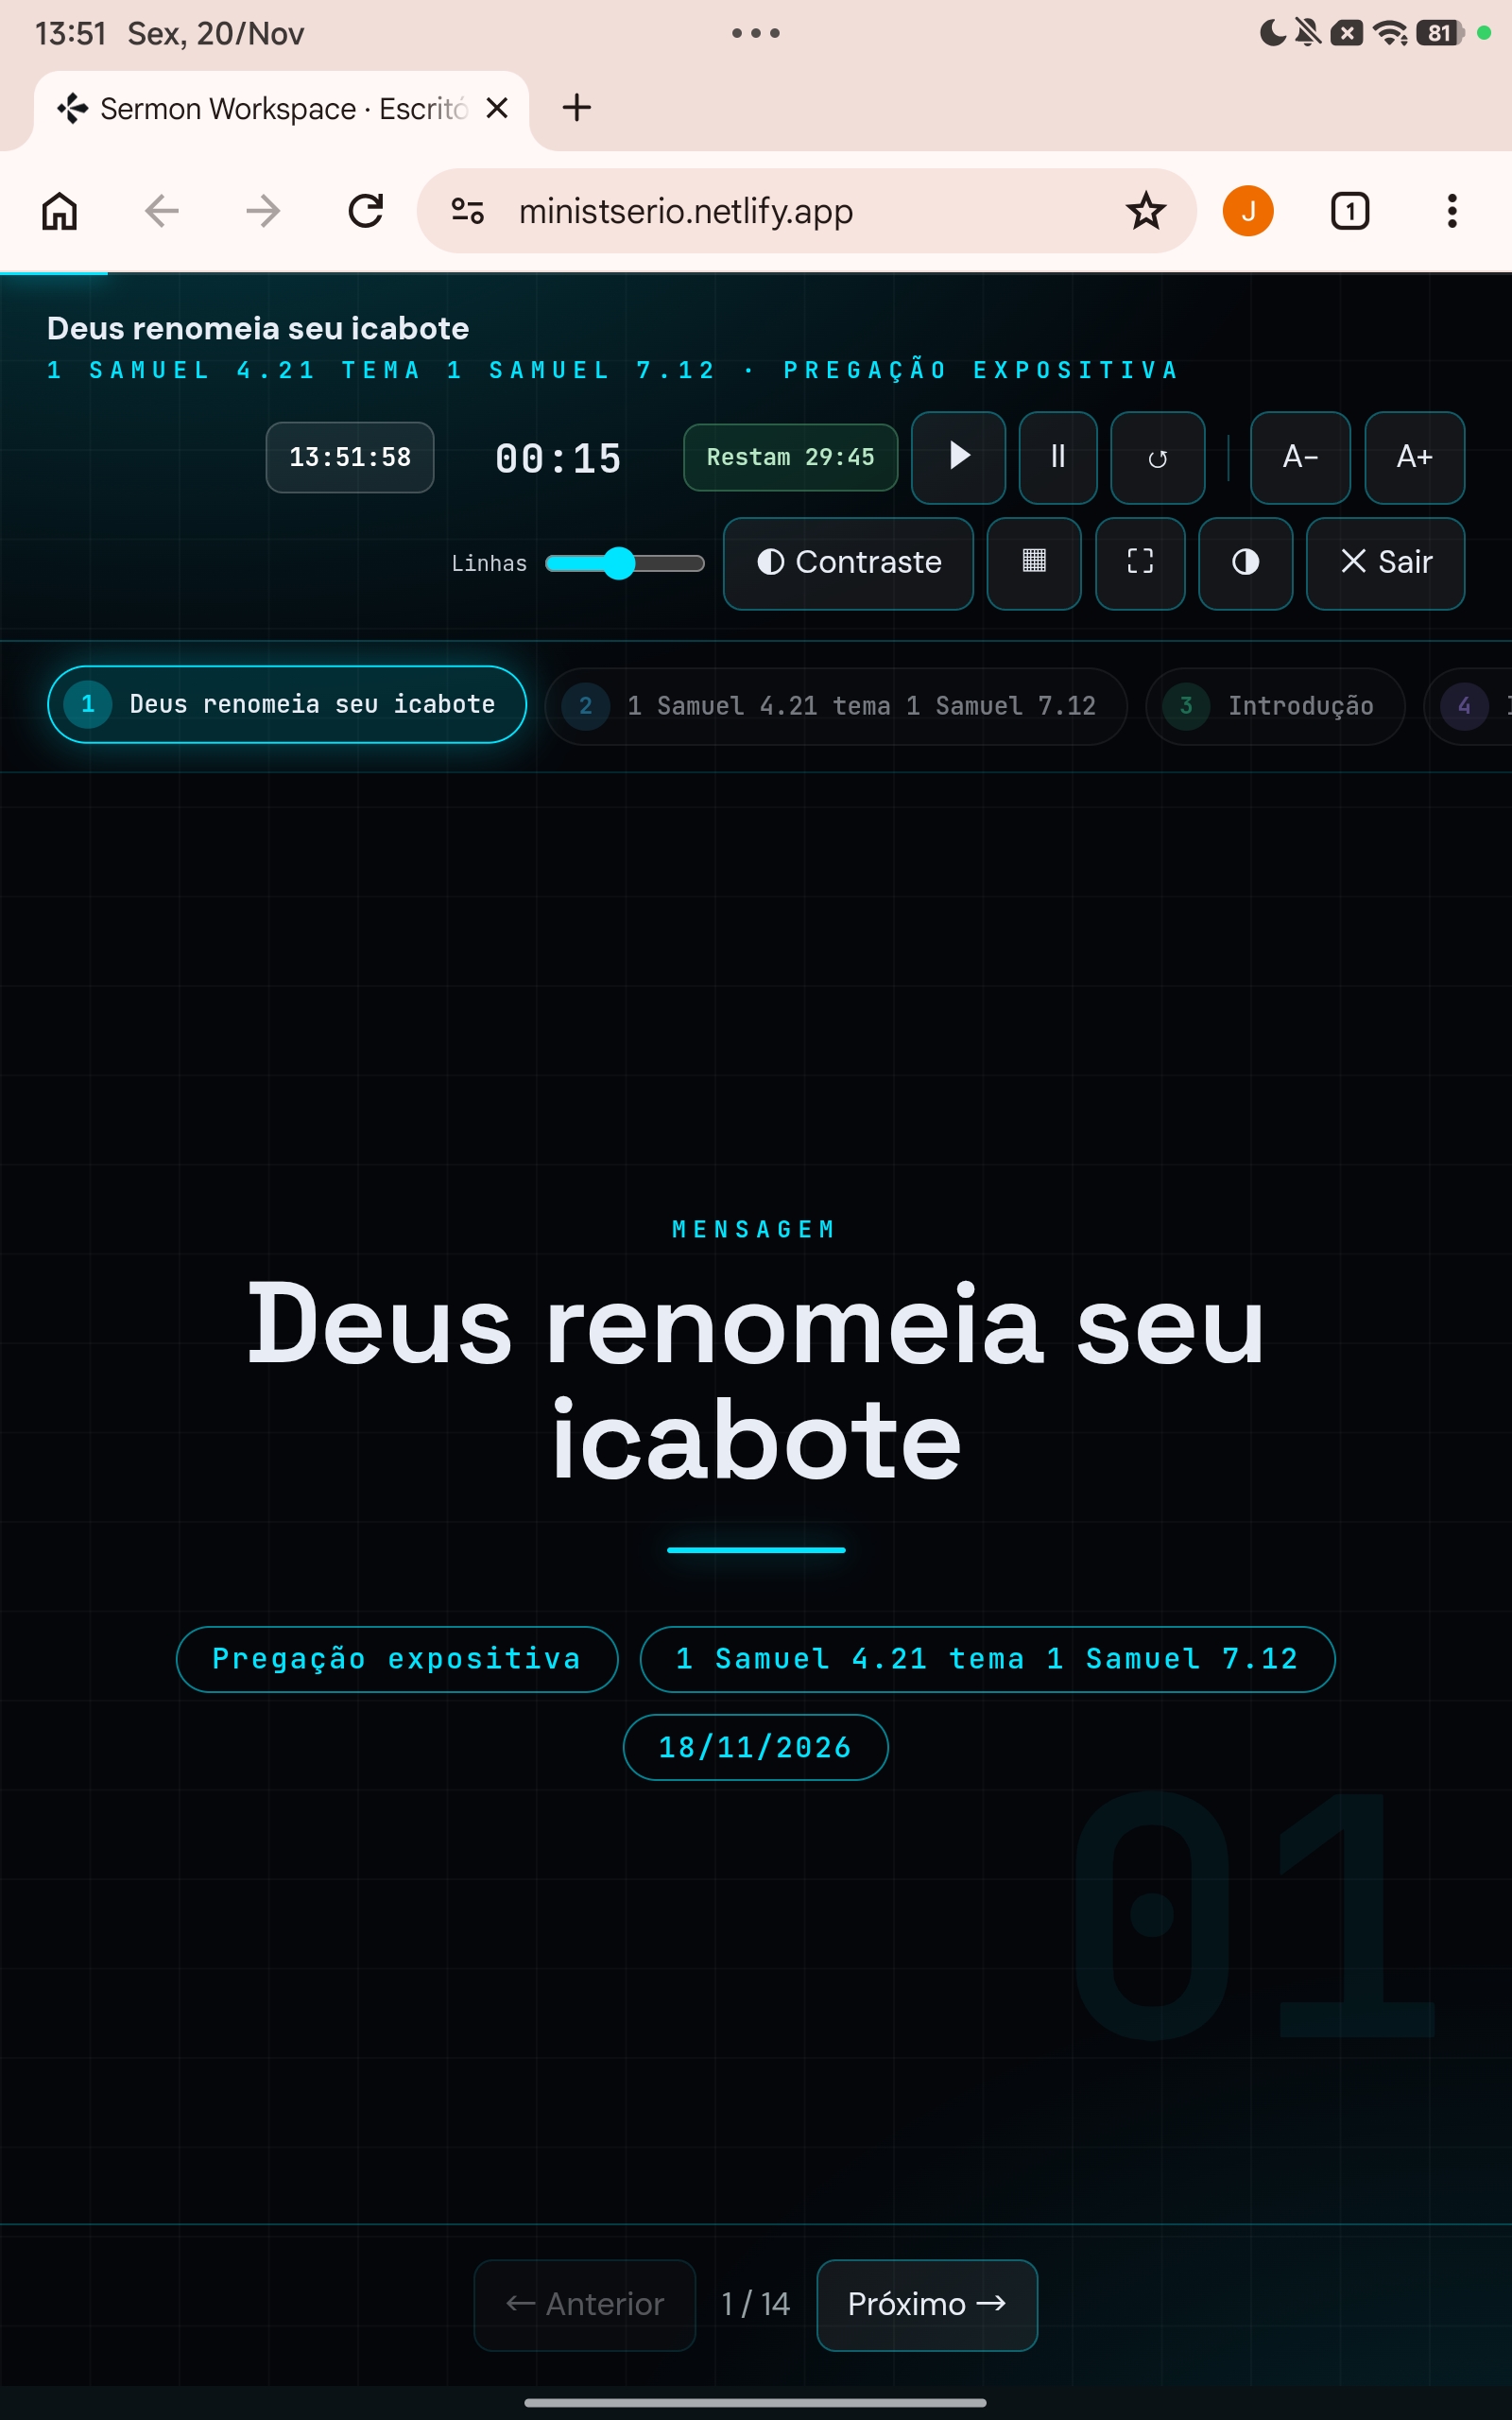 13:51 Sex, 20/Nov 81
Sermon Workspace · Escritó
ministserio.netlify.app J 1
Deus renomeia seu icabote
1 SAMUEL 4.21 TEMA 1 SAMUEL 7.12 · PREGAÇÃO EXPOSITIVA
13:51:58 00:15 Restam 29:45 A− A+
Linhas Contraste Sair
1 Deus renomeia seu icabote 2 1 Samuel 4.21 tema 1 Samuel 7.12 3 Introdução 4
MENSAGEM
Deus renomeia seu
icabote
Pregação expositiva 1 Samuel 4.21 tema 1 Samuel 7.12
18/11/2026
01
← Anterior 1 / 14 Próximo →